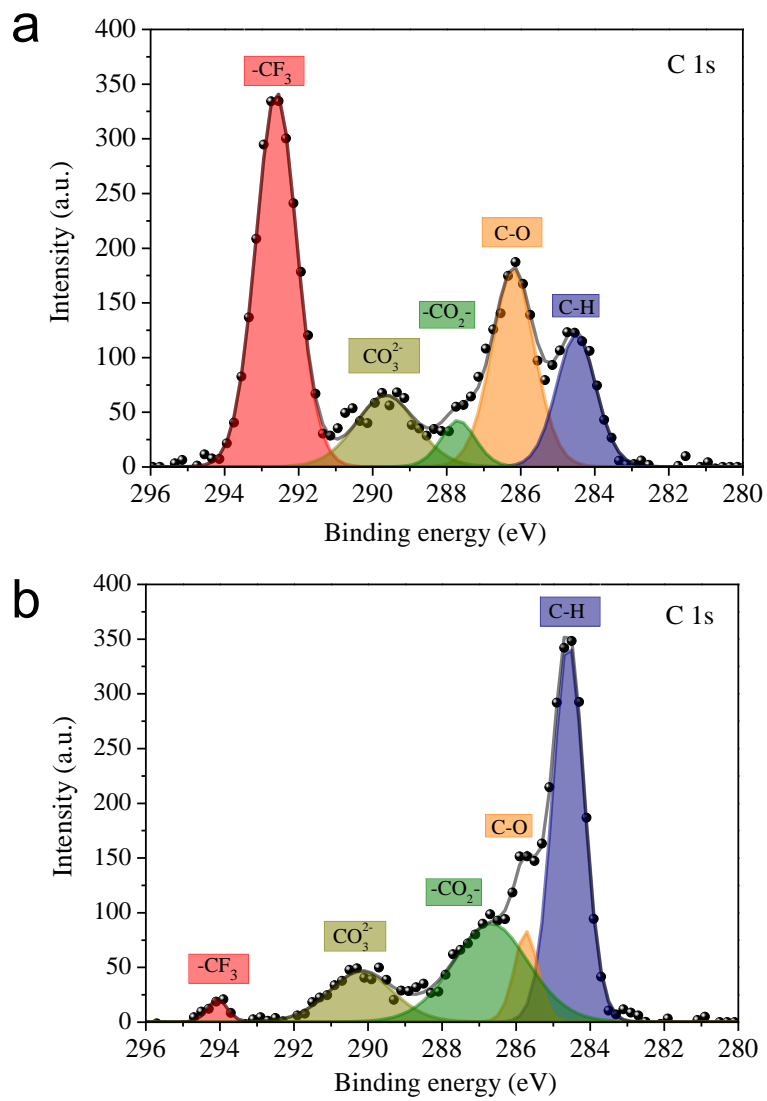 a
400
350
300
250
200
150
100
50
0
Intensity (a.u.)
-CF₃
C 1s
C-O
-CO₂-
C-H
CO₃²⁻
296 294 292 290 288 286 284 282 280
Binding energy (eV)
b
400
350
300
250
200
150
100
50
0
Intensity (a.u.)
C-H
C 1s
C-O
-CO₂-
CO₃²⁻
-CF₃
296 294 292 290 288 286 284 282 280
Binding energy (eV)